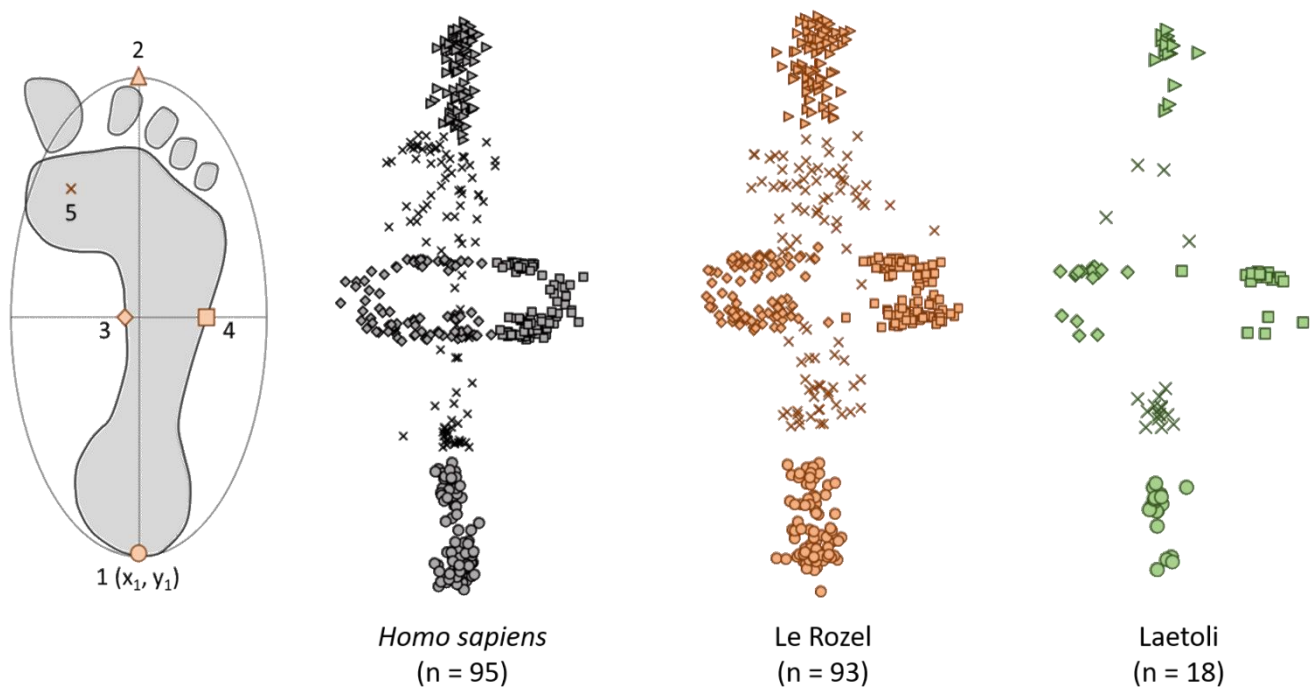 2
5
3
4
1 (x₁, y₁)
Homo sapiens
(n = 95)
Le Rozel
(n = 93)
Laetoli
(n = 18)